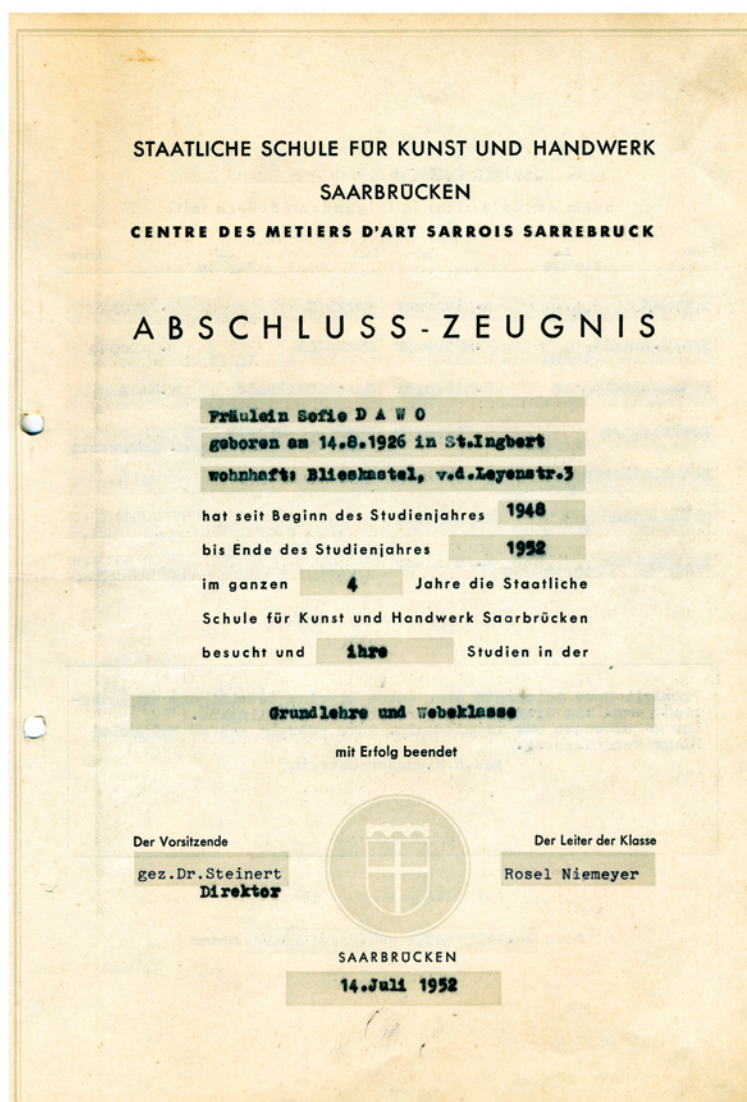 STAATLICHE SCHULE FÜR KUNST UND HANDWERK
SAARBRÜCKEN
CENTRE DES METIERS D'ART SARROIS SARREBRUCK
ABSCHLUSS-ZEUGNIS
Fräulein Sofie D A W O
geboren am 14.8.1926 in St.Ingbert
wohnhaft: Blieskastel, v.d.Leyenstr.3
hat seit Beginn des Studienjahres 1948
bis Ende des Studienjahres 1952
im ganzen 4 Jahre die Staatliche
Schule für Kunst und Handwerk Saarbrücken
besucht und ihre Studien in der
Grundlehre und Webeklasse
mit Erfolg beendet
Der Vorsitzende
gez.Dr.Steinert
Direktor
Der Leiter der Klasse
Rosel Niemeyer
SAARBRÜCKEN
14.Juli 1952